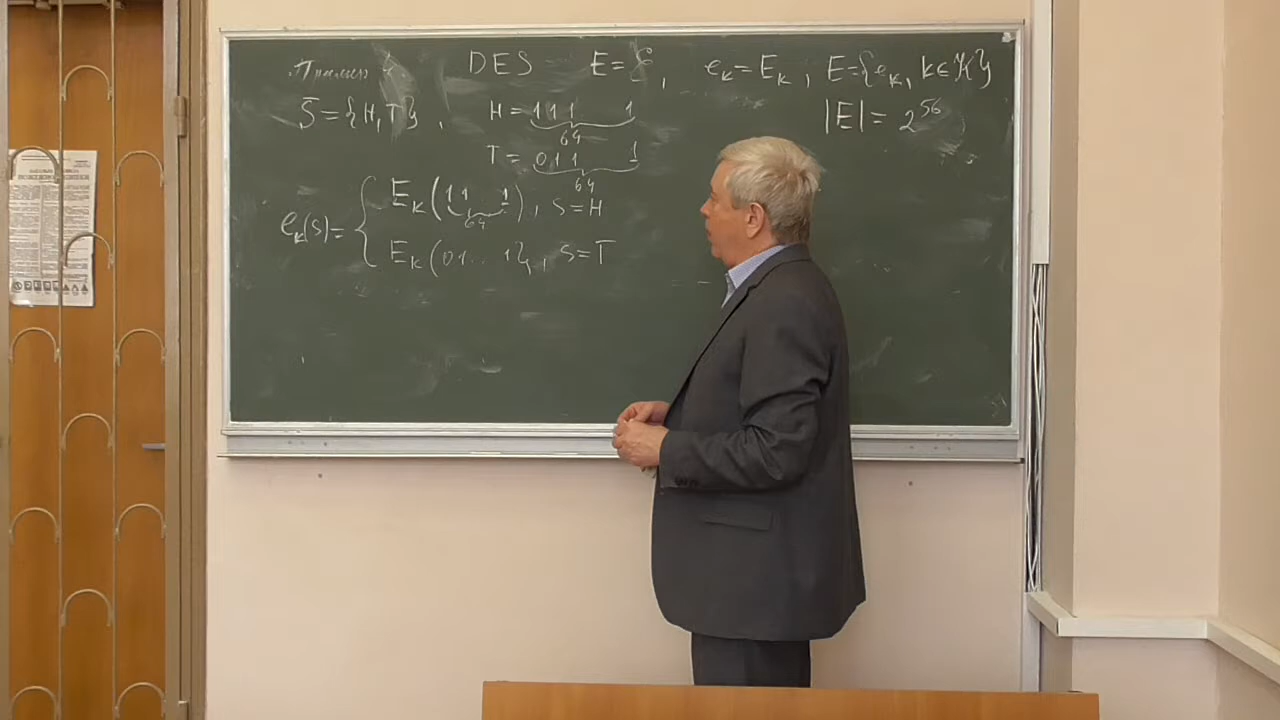 Пример DES E = ℰ, e_k = E_k, E = {e_k, k ∈ 𝒦}
S = {H, T}, H = 111 1 |E| = 2^56
64
T = 011 1
64
e_k(s) = { E_k(11 1), s = H
64
E_k(01...1), s = T